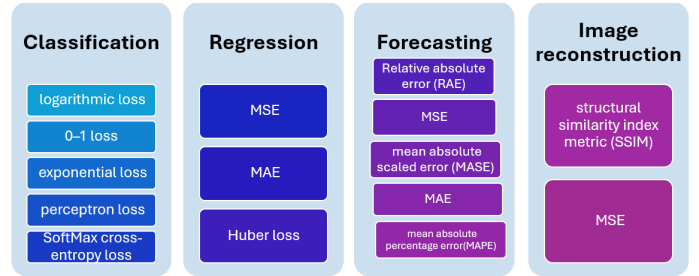 Classification
logarithmic loss
0–1 loss
exponential loss
perceptron loss
SoftMax cross-
entropy loss
Regression
MSE
MAE
Huber loss
Forecasting
Relative absolute
error (RAE)
MSE
mean absolute
scaled error (MASE)
MAE
mean absolute
percentage error(MAPE)
Image
reconstruction
structural
similarity index
metric (SSIM)
MSE